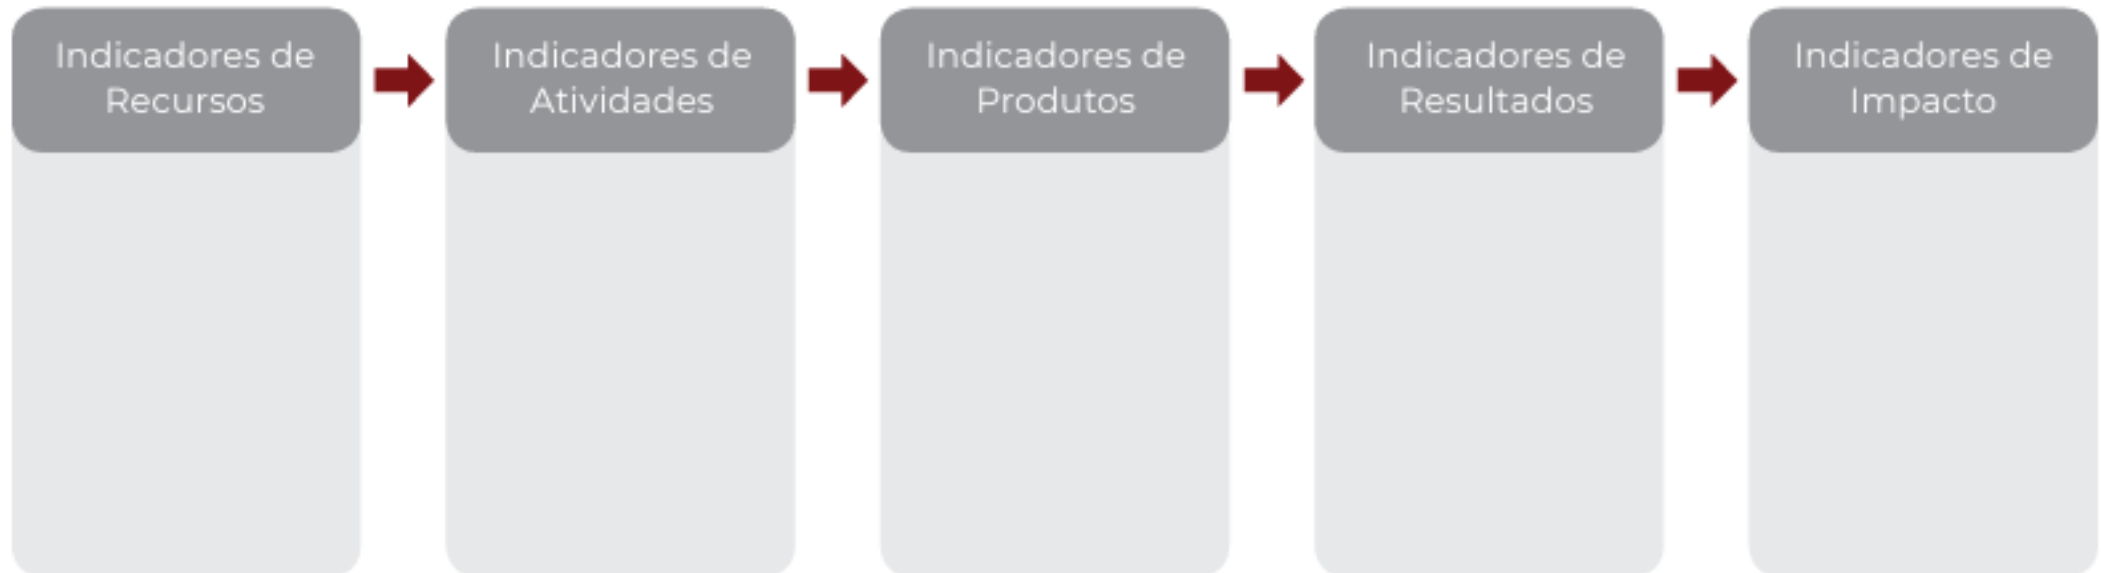 Indicadores de
Recursos
Indicadores de
Atividades
Indicadores de
Produtos
Indicadores de
Resultados
Indicadores de
Impacto